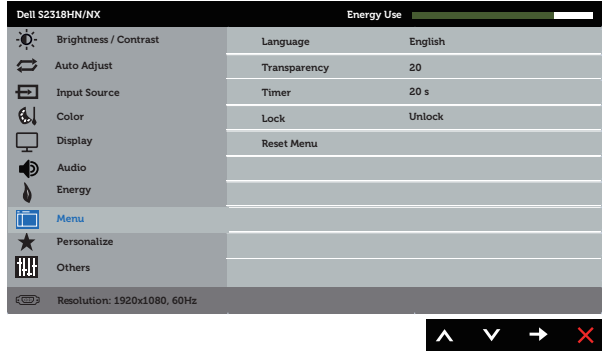 Dell S2318HN/NX Energy Use
Brightness / Contrast
Auto Adjust
Input Source
Color
Display
Audio
Energy
Menu
Personalize
Others
Language English
Transparency 20
Timer 20 s
Lock Unlock
Reset Menu
Resolution: 1920x1080, 60Hz